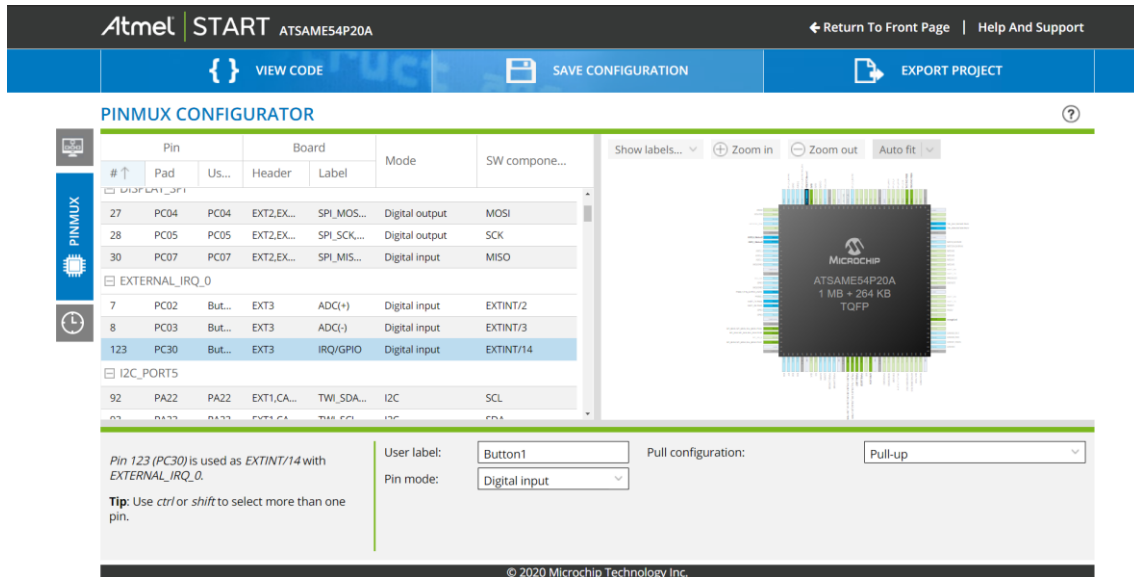 Atmel START ATSAME54P20A
Return To Front Page | Help And Support
VIEW CODE
SAVE CONFIGURATION
EXPORT PROJECT
PINMUX CONFIGURATOR
?
PINMUX
Pin Board Mode SW compone...
# Pad Us... Header Label
DISPLAY_SPI
27 PC04 PC04 EXT2,EX... SPI_MOS... Digital output MOSI
28 PC05 PC05 EXT2,EX... SPI_SCK,... Digital output SCK
30 PC07 PC07 EXT2,EX... SPI_MIS... Digital input MISO
EXTERNAL_IRQ_0
7 PC02 But... EXT3 ADC(+) Digital input EXTINT/2
8 PC03 But... EXT3 ADC(-) Digital input EXTINT/3
123 PC30 But... EXT3 IRQ/GPIO Digital input EXTINT/14
I2C_PORT5
92 PA22 PA22 EXT1,CA... TWI_SDA... I2C SCL
Show labels... Zoom in Zoom out Auto fit
MICROCHIP
ATSAME54P20A
1 MB + 264 KB
TQFP
Pin 123 (PC30) is used as EXTINT/14 with
EXTERNAL_IRQ_0.
Tip: Use ctrl or shift to select more than one
pin.
User label: Button1
Pin mode: Digital input
Pull configuration: Pull-up
© 2020 Microchip Technology Inc.